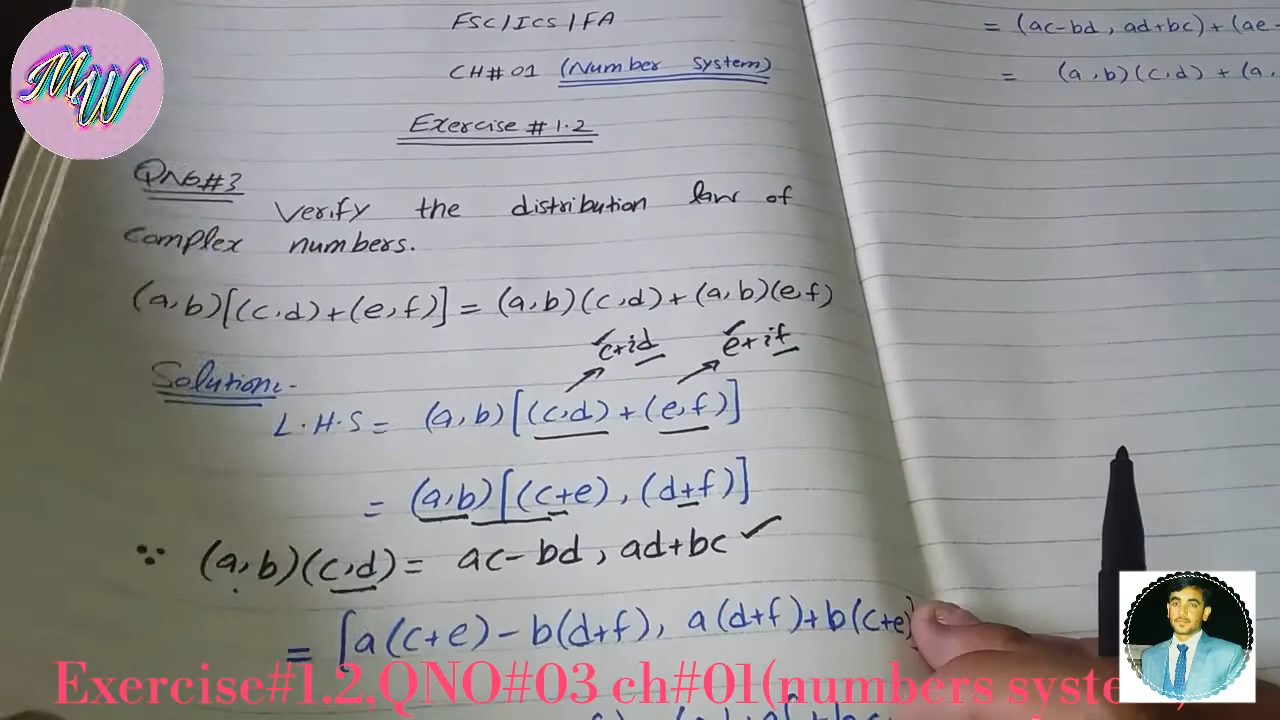 MW
FSC/ICS/FA
CH# 01 (Number System)
Exercise # 1.2
QNO#3
Verify the distribution law of
Complex numbers.
(a,b)[(c,d)+(e,f)] = (a,b)(c,d)+(a,b)(e,f)
c+id e+if
Solution:-
L.H.S = (a,b)[(c,d)+(e,f)]
= (a,b)[(c+e),(d+f)]
∵ (a,b)(c,d) = ac-bd, ad+bc ✓
= [a(c+e)-b(d+f), a(d+f)+b(c+e)]
= (ac-bd, ad+bc)+(ae-
= (a,b)(c,d)+(a,
Exercise#1.2,QNO#03 ch#01(numbers syste